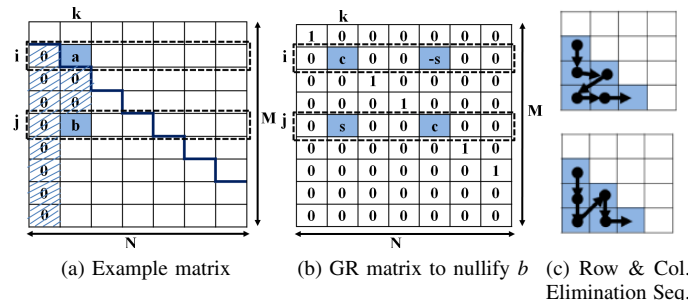 k
i
0 a
0 0
0 0
j
0 b
0
0
0
0
M
N
(a) Example matrix
k
1 0 0 0 0 0 0
i
0 c 0 0 -s 0 0
0 0 1 0 0 0 0
0 0 0 1 0 0 0
j
0 s 0 0 c 0 0
0 0 0 0 0 1 0
0 0 0 0 0 0 1
0 0 0 0 0 0 0
0 0 0 0 0 0 0
M
N
(b) GR matrix to nullify b
(c) Row & Col.
Elimination Seq.